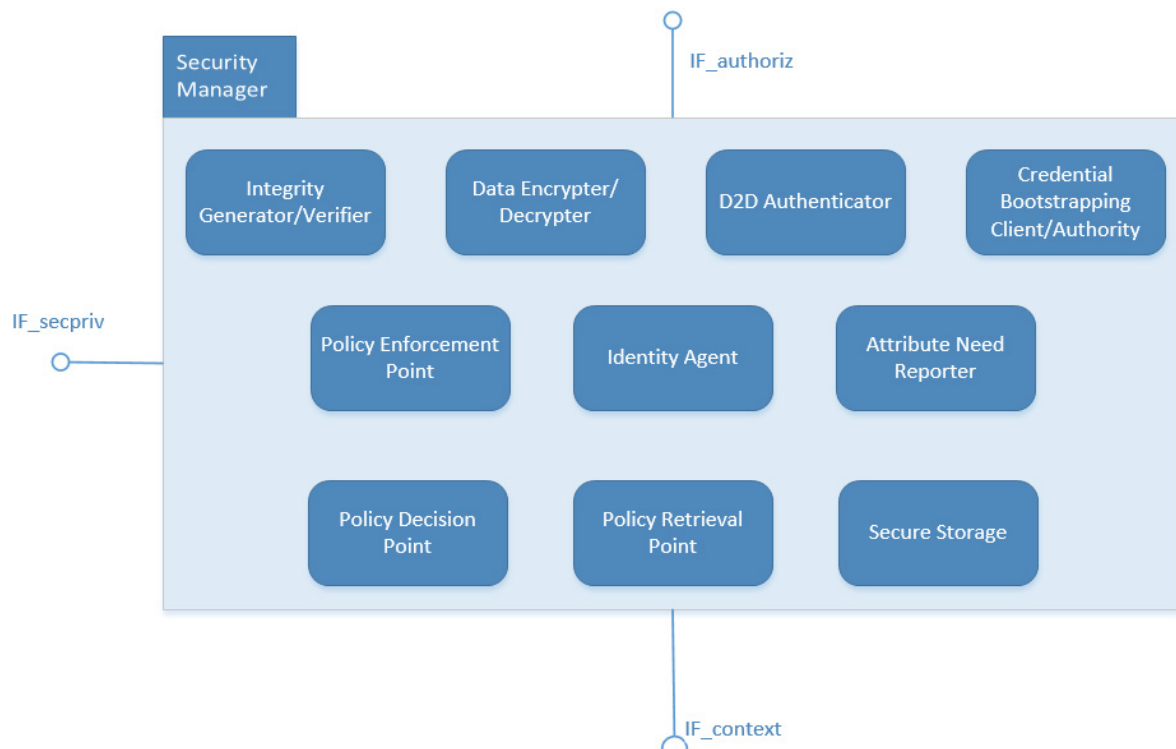 IF_authoriz
Security
Manager
Integrity
Generator/Verifier
Data Encrypter/
Decrypter
D2D Authenticator
Credential
Bootstrapping
Client/Authority
IF_secpriv
Policy Enforcement
Point
Identity Agent
Attribute Need
Reporter
Policy Decision
Point
Policy Retrieval
Point
Secure Storage
IF_context